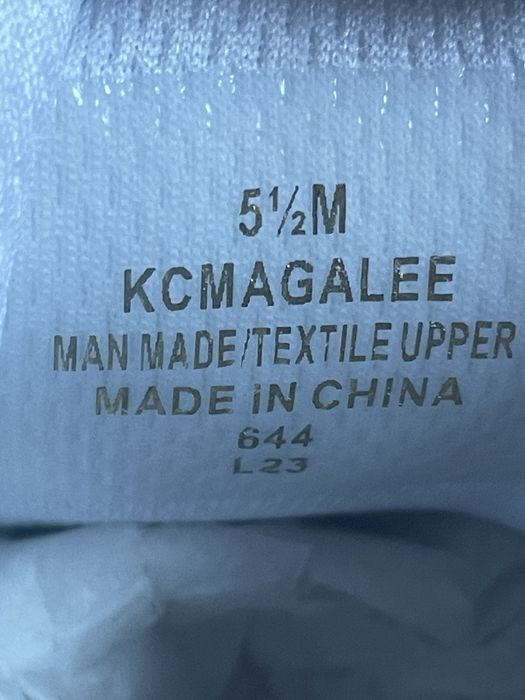 5½M
KCMAGALEE
MAN MADE/TEXTILE UPPER
MADE IN CHINA
644
L23